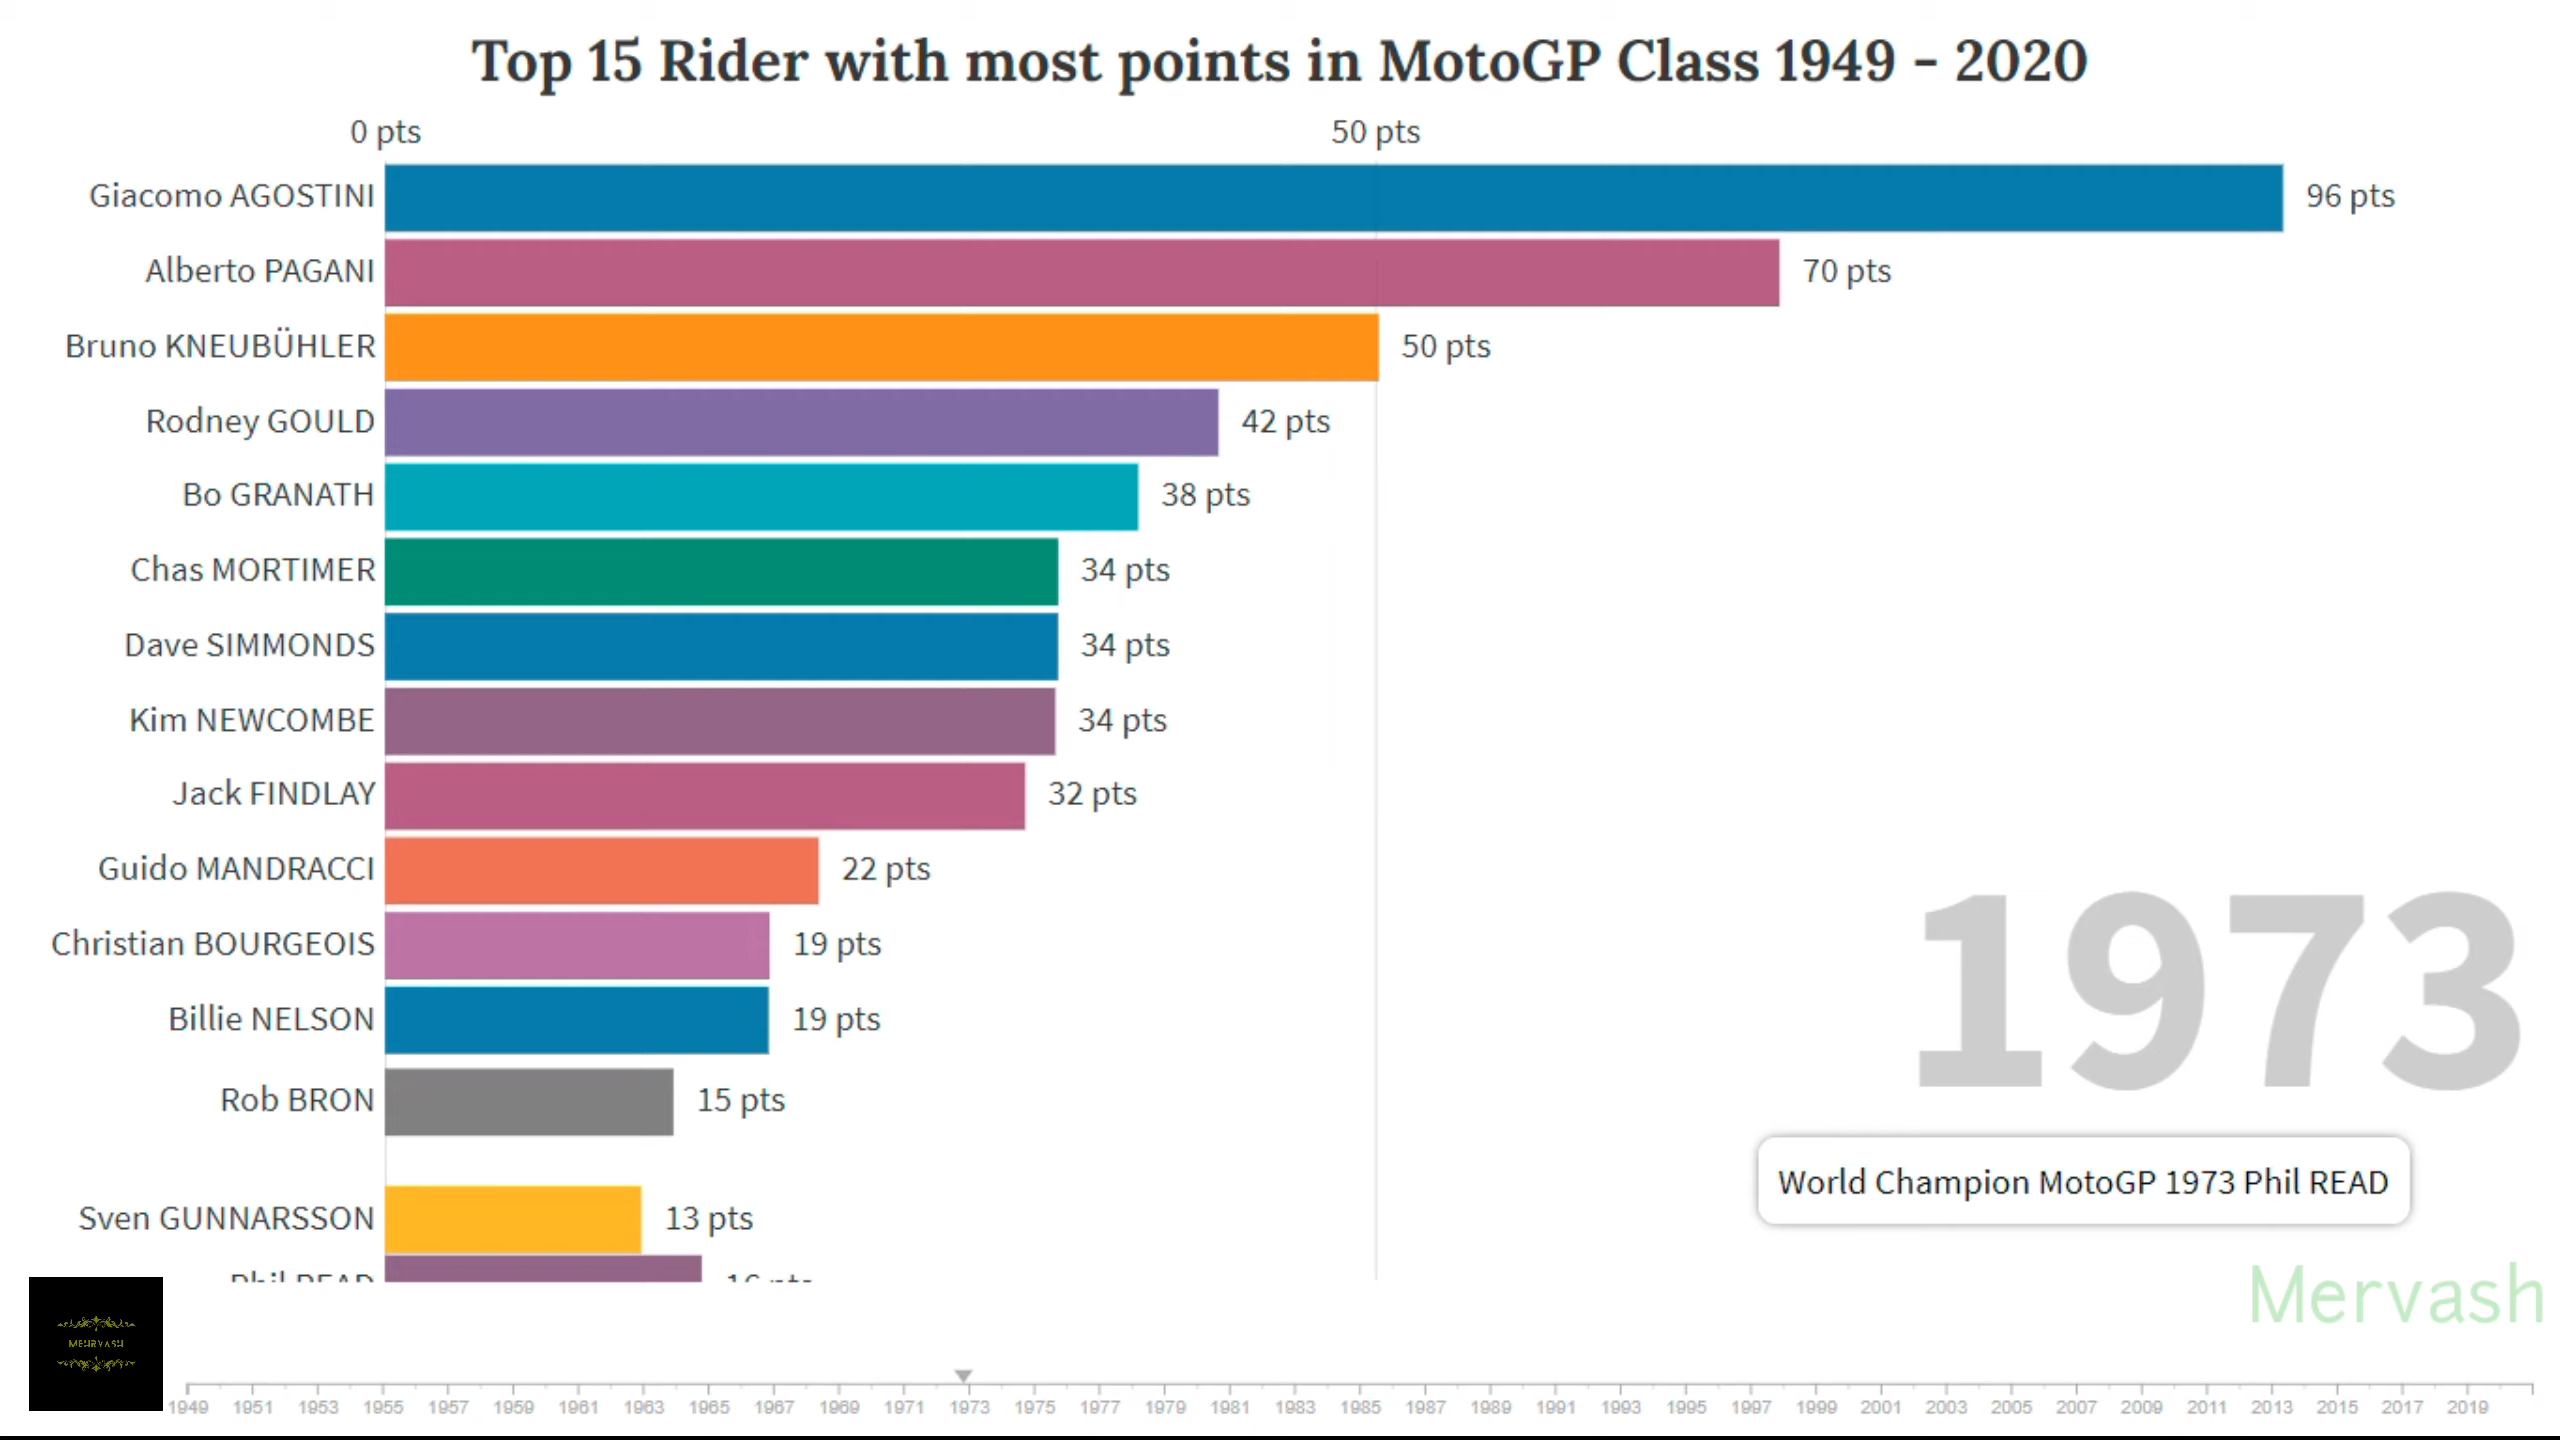 Top 15 Rider with most points in MotoGP Class 1949 - 2020
0 pts 50 pts
Giacomo AGOSTINI 96 pts
Alberto PAGANI 70 pts
Bruno KNEUBÜHLER 50 pts
Rodney GOULD 42 pts
Bo GRANATH 38 pts
Chas MORTIMER 34 pts
Dave SIMMONDS 34 pts
Kim NEWCOMBE 34 pts
Jack FINDLAY 32 pts
Guido MANDRACCI 22 pts
Christian BOURGEOIS 19 pts
Billie NELSON 19 pts
Rob BRON 15 pts
1973
World Champion MotoGP 1973 Phil READ
Sven GUNNARSSON 13 pts
Phil READ 16 pts
Mervash
MEHRVASH
1949 1951 1953 1955 1957 1959 1961 1963 1965 1967 1969 1971 1973 1975 1977 1979 1981 1983 1985 1987 1989 1991 1993 1995 1997 1999 2001 2003 2005 2007 2009 2011 2013 2015 2017 2019